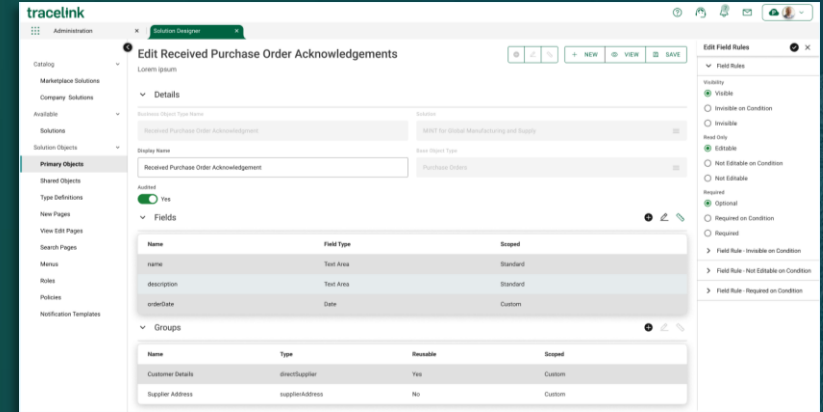 tracelink
Administration
Solution Designer
Catalog
Marketplace Solutions
Company Solutions
Available
Solutions
Solution Objects
Primary Objects
Shared Objects
Type Definitions
New Pages
View Edit Pages
Search Pages
Menus
Roles
Policies
Notification Templates
Edit Received Purchase Order Acknowledgements
Lorem ipsum
+ NEW
VIEW
SAVE
Details
Business Object Type Name
Solution
Received Purchase Order Acknowledgment
MINT for Global Manufacturing and Supply
Display Name
Base Object Type
Received Purchase Order Acknowledgement
Purchase Orders
Audited
Yes
Fields
Name Field Type Scoped
name Text Area Standard
description Text Area Standard
orderDate Date Custom
Groups
Name Type Reusable Scoped
Customer Details directSupplier Yes Custom
Supplier Address supplierAddress No Custom
Edit Field Rules
Field Rules
Visibility
Visible
Invisible on Condition
Invisible
Read Only
Editable
Not Editable on Condition
Not Editable
Required
Optional
Required on Condition
Required
Field Rule - Invisible on Condition
Field Rule - Not Editable on Condition
Field Rule - Required on Condition